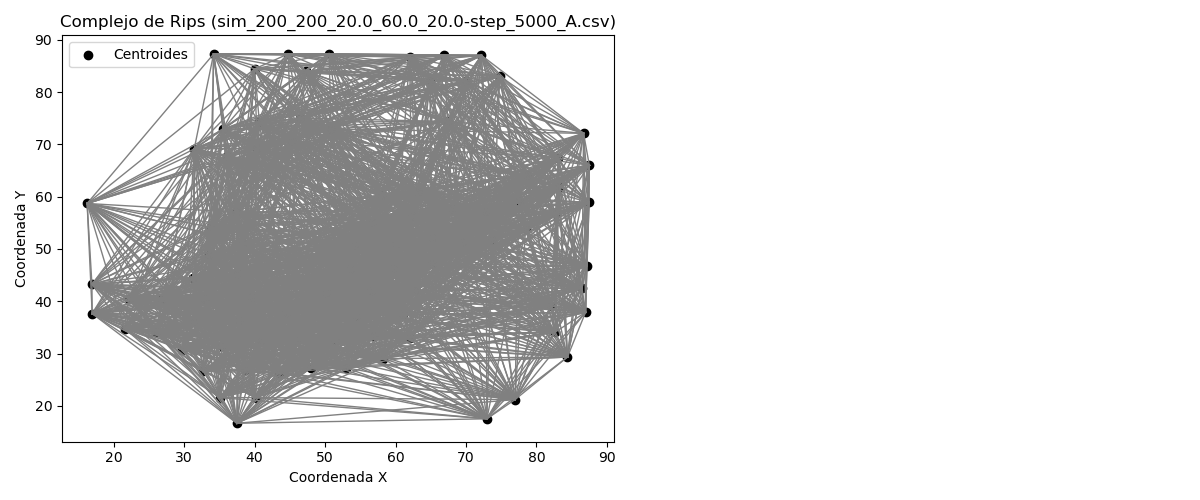 Complejo de Rips (sim_200_200_20.0_60.0_20.0-step_5000_A.csv)
Centroides
90
80
70
60
50
40
30
20
Coordenada Y
20 30 40 50 60 70 80 90
Coordenada X